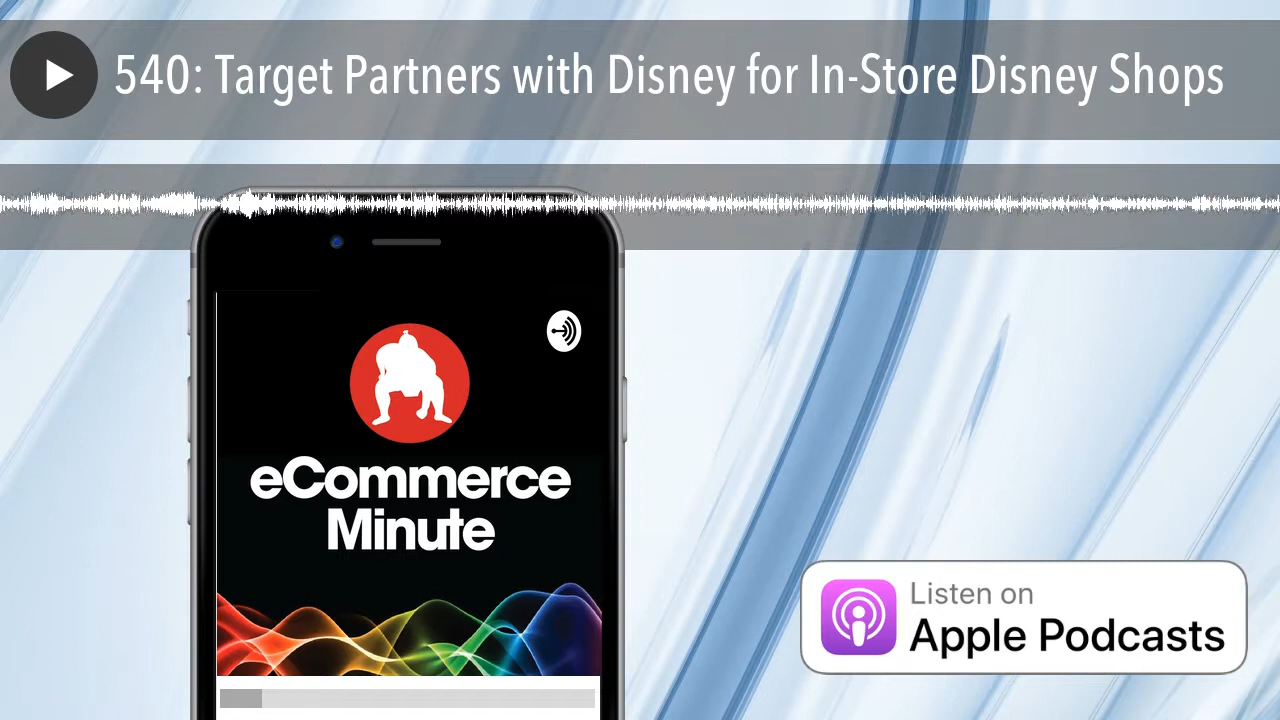 540: Target Partners with Disney for In-Store Disney Shops
eCommerce
Minute
Listen on
Apple Podcasts